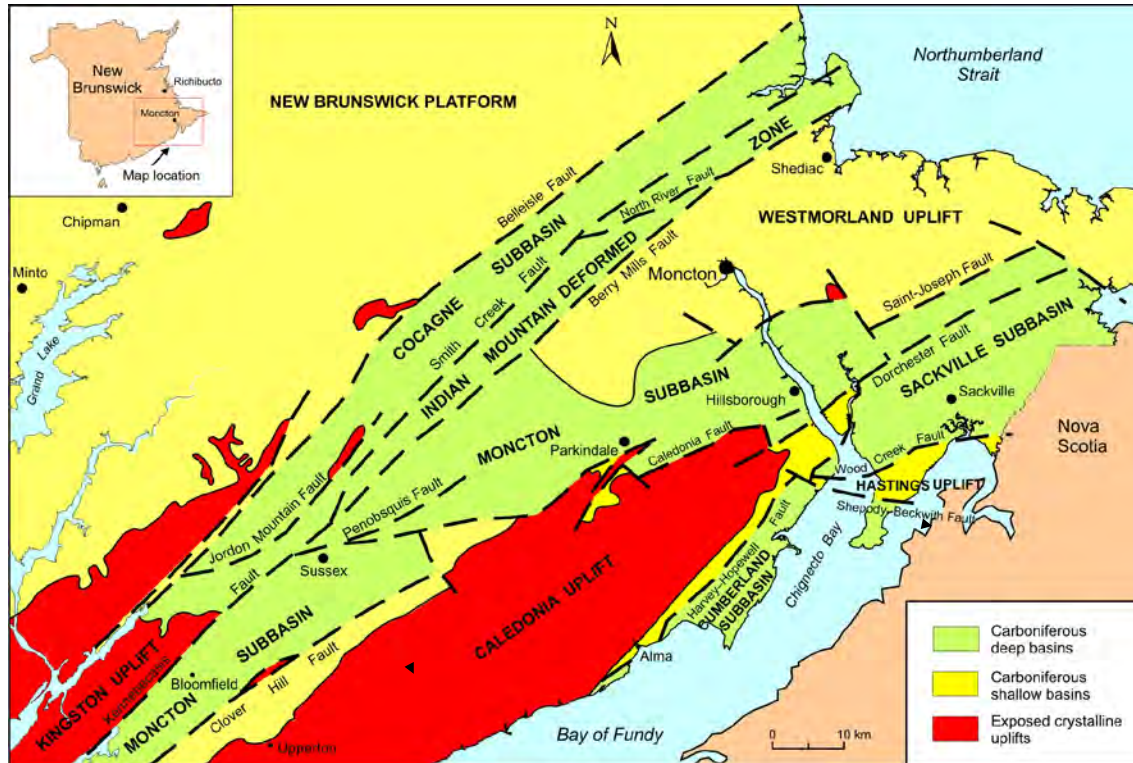 New
Brunswick
Richibucto
Moncton
Map location
N
Northumberland
Strait
NEW BRUNSWICK PLATFORM
Chipman
Minto
Grand Lake
Belleisle Fault
COCAGNE SUBBASIN
Smith Creek Fault
North River Fault
INDIAN MOUNTAIN DEFORMED ZONE
Berry Mills Fault
Shediac
WESTMORLAND UPLIFT
Moncton
Saint-Joseph Fault
Dorchester Fault
SACKVILLE SUBBASIN
Sackville
Hillsborough
MONCTON SUBBASIN
Parkindale
Caledonia Fault
Wood Creek Fault
HASTINGS UPLIFT
Shepody–Beckwith Fault
Nova
Scotia
Jordon Mountain Fault
Penobsquis Fault
Sussex
Harvey–Hopewell Fault
SUBBASIN
Chignecto Bay
CALEDONIA UPLIFT
KINGSTON UPLIFT
Fault
MONCTON SUBBASIN
Bloomfield
Clover Hill Fault
Alma
Bay of Fundy
0 10 km
Carboniferous
deep basins
Carboniferous
shallow basins
Exposed crystalline
uplifts